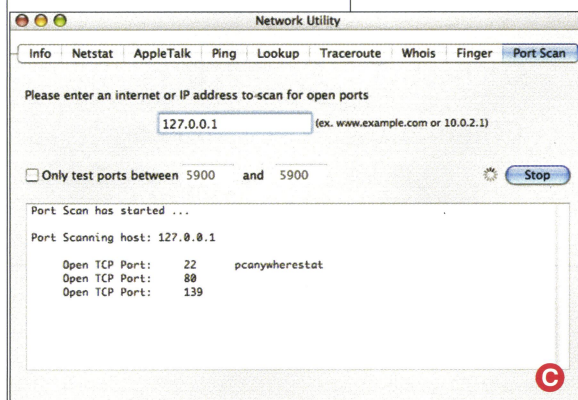 Network Utility
Info Netstat AppleTalk Ping Lookup Traceroute Whois Finger Port Scan
Please enter an internet or IP address to scan for open ports
127.0.0.1 (ex. www.example.com or 10.0.2.1)
Only test ports between 5900 and 5900 Stop
Port Scan has started ...
Port Scanning host: 127.0.0.1
Open TCP Port: 22 pcanywherestat
Open TCP Port: 80
Open TCP Port: 139
C